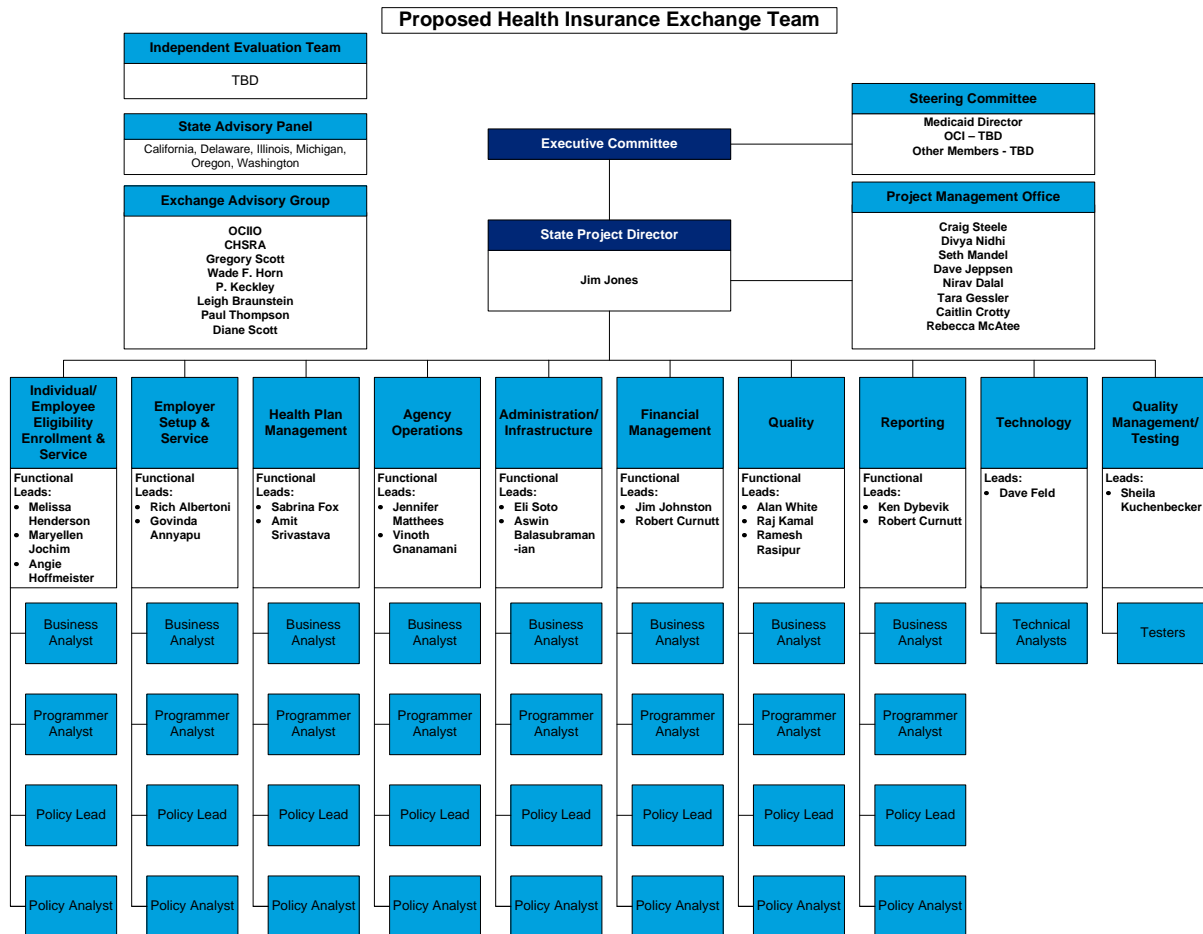 Proposed Health Insurance Exchange Team
Independent Evaluation Team
TBD
State Advisory Panel
California, Delaware, Illinois, Michigan,
Oregon, Washington
Exchange Advisory Group
OCIIO
CHSRA
Gregory Scott
Wade F. Horn
P. Keckley
Leigh Braunstein
Paul Thompson
Diane Scott
Executive Committee
State Project Director
Jim Jones
Steering Committee
Medicaid Director
OCI – TBD
Other Members - TBD
Project Management Office
Craig Steele
Divya Nidhi
Seth Mandel
Dave Jeppsen
Nirav Dalal
Tara Gessler
Caitlin Crotty
Rebecca McAtee
Individual/
Employee
Eligibility
Enrollment &
Service
Functional
Leads:
• Melissa
Henderson
• Maryellen
Jochim
• Angie
Hoffmeister
Business
Analyst
Programmer
Analyst
Policy Lead
Policy Analyst
Employer
Setup &
Service
Functional
Leads:
• Rich Albertoni
• Govinda
Annyapu
Business
Analyst
Programmer
Analyst
Policy Lead
Policy Analyst
Health Plan
Management
Functional
Leads:
• Sabrina Fox
• Amit
Srivastava
Business
Analyst
Programmer
Analyst
Policy Lead
Policy Analyst
Agency
Operations
Functional
Leads:
• Jennifer
Matthees
• Vinoth
Gnanamani
Business
Analyst
Programmer
Analyst
Policy Lead
Policy Analyst
Administration/
Infrastructure
Functional
Leads:
• Eli Soto
• Aswin
Balasubraman
-ian
Business
Analyst
Programmer
Analyst
Policy Lead
Policy Analyst
Financial
Management
Functional
Leads:
• Jim Johnston
• Robert Curnutt
Business
Analyst
Programmer
Analyst
Policy Lead
Policy Analyst
Quality
Functional
Leads:
• Alan White
• Raj Kamal
• Ramesh
Rasipur
Business
Analyst
Programmer
Analyst
Policy Lead
Policy Analyst
Reporting
Functional
Leads:
• Ken Dybevik
• Robert Curnutt
Business
Analyst
Programmer
Analyst
Policy Lead
Policy Analyst
Technology
Leads:
• Dave Feld
Technical
Analysts
Quality
Management/
Testing
Leads:
• Sheila
Kuchenbecker
Testers